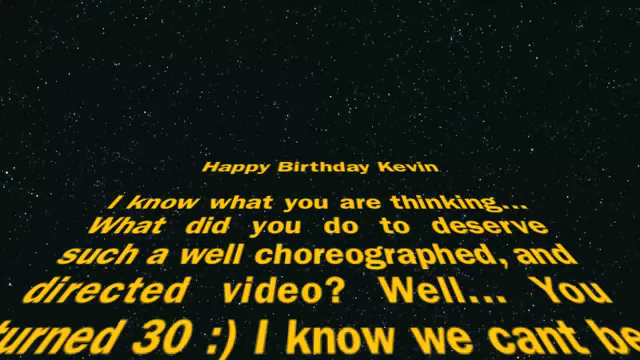 Happy Birthday Kevin
I know what you are thinking...
What did you do to deserve
such a well choreographed, and
directed video? Well... You
turned 30 :) I know we cant be